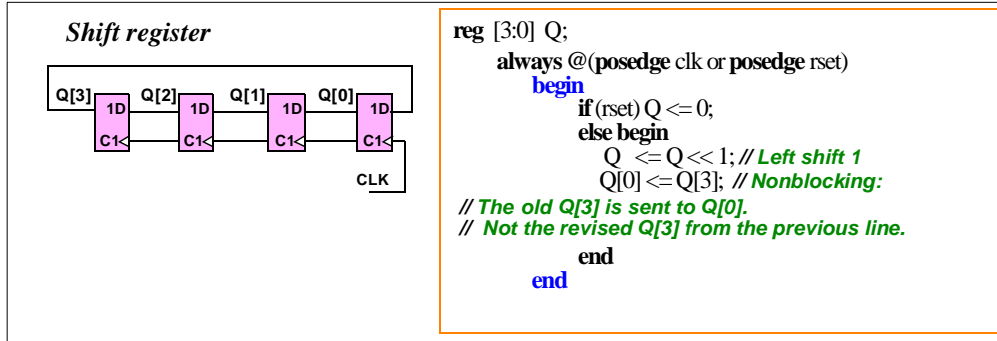 Shift register
Q[3] Q[2] Q[1] Q[0]
1D 1D 1D 1D
C1 C1 C1 C1
CLK
reg [3:0] Q;
always @(posedge clk or posedge rset)
begin
if (rset) Q <= 0;
else begin
Q <= Q << 1; // Left shift 1
Q[0] <= Q[3]; // Nonblocking:
// The old Q[3] is sent to Q[0].
// Not the revised Q[3] from the previous line.
end
end